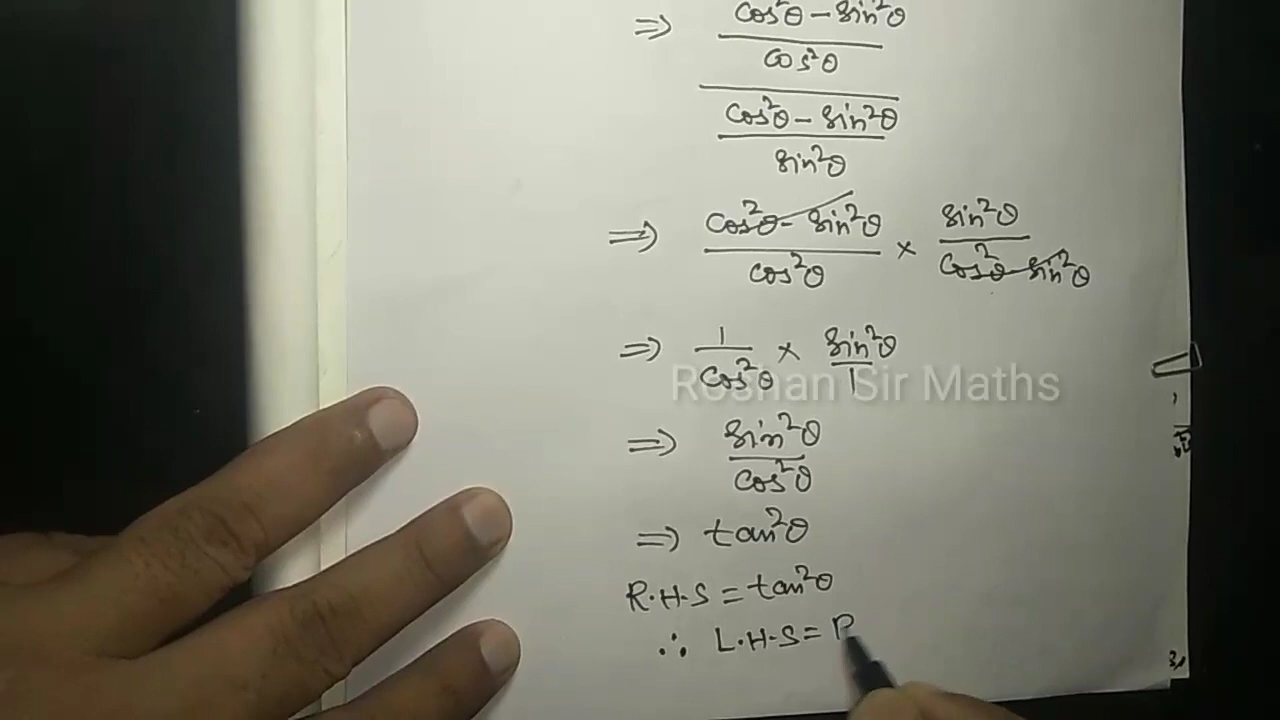 ⇒ cos²θ - sin²θ
cos²θ
cos²θ - sin²θ
sin²θ
⇒ cos²θ - sin²θ / cos²θ × sin²θ / cos²θ - sin²θ
⇒ 1 / cos²θ × sin²θ / 1
Roshan Sir Maths
⇒ sin²θ
cos²θ
⇒ tan²θ
R.H.S = tan²θ
∴ L.H.S = R